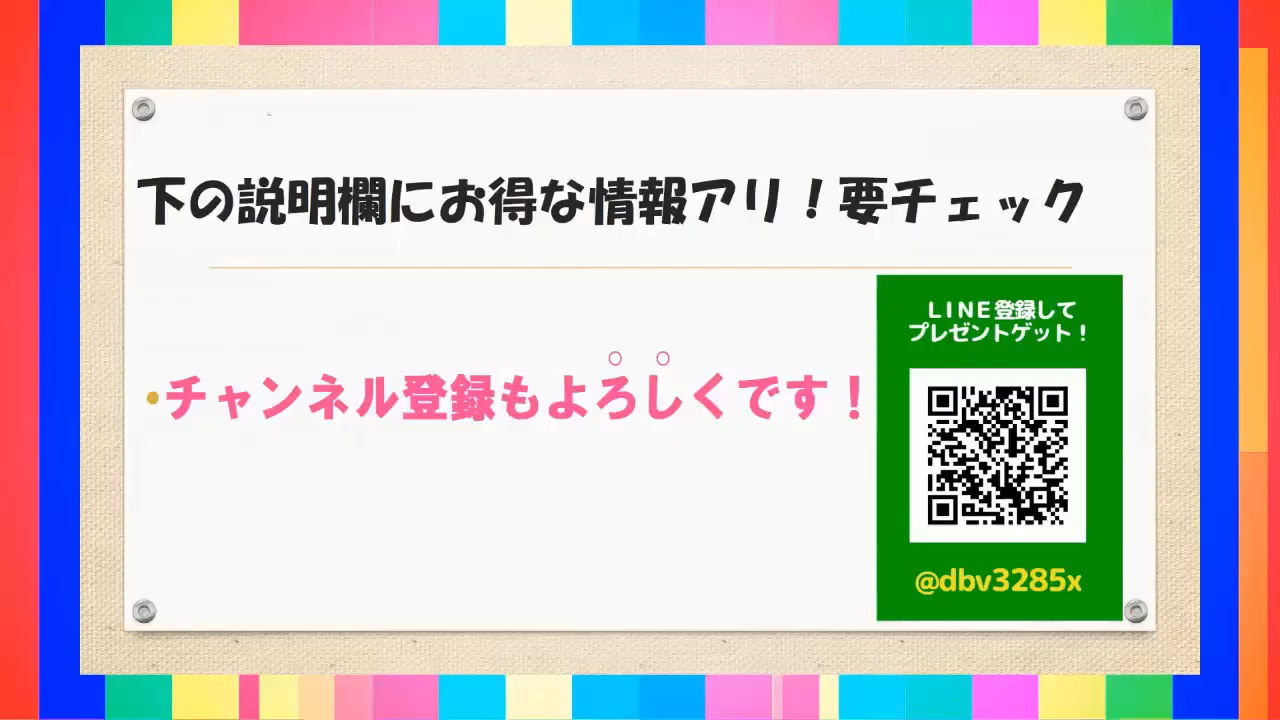 下の説明欄にお得な情報アリ！要チェック
•チャンネル登録もよろしくです！
LINE登録して
プレゼントゲット！
@dbv3285x